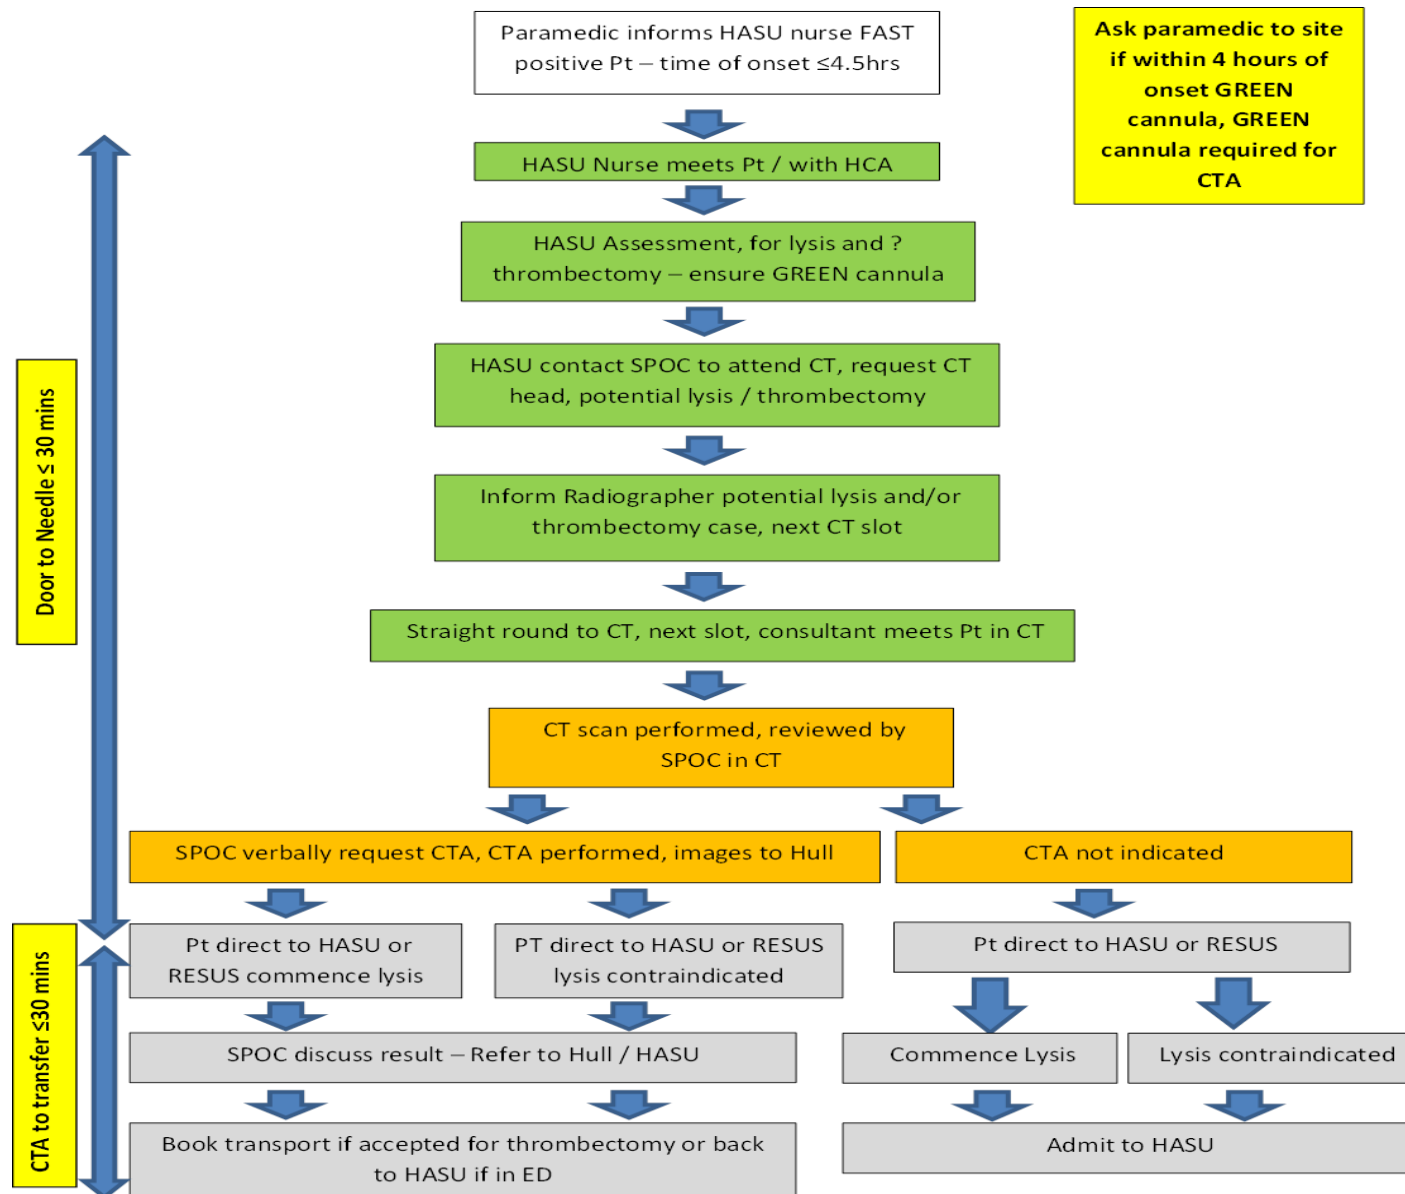 Paramedic informs HASU nurse FAST
positive Pt – time of onset ≤4.5hrs
Ask paramedic to site
if within 4 hours of
onset GREEN
cannula, GREEN
cannula required for
CTA
HASU Nurse meets Pt / with HCA
HASU Assessment, for lysis and ?
thrombectomy – ensure GREEN cannula
HASU contact SPOC to attend CT, request CT
head, potential lysis / thrombectomy
Door to Needle ≤ 30 mins
Inform Radiographer potential lysis and/or
thrombectomy case, next CT slot
Straight round to CT, next slot, consultant meets Pt in CT
CT scan performed, reviewed by
SPOC in CT
SPOC verbally request CTA, CTA performed, images to Hull
CTA not indicated
CTA to transfer ≤30 mins
Pt direct to HASU or
RESUS commence lysis
PT direct to HASU or RESUS
lysis contraindicated
Pt direct to HASU or RESUS
SPOC discuss result – Refer to Hull / HASU
Commence Lysis
Lysis contraindicated
Book transport if accepted for thrombectomy or back
to HASU if in ED
Admit to HASU